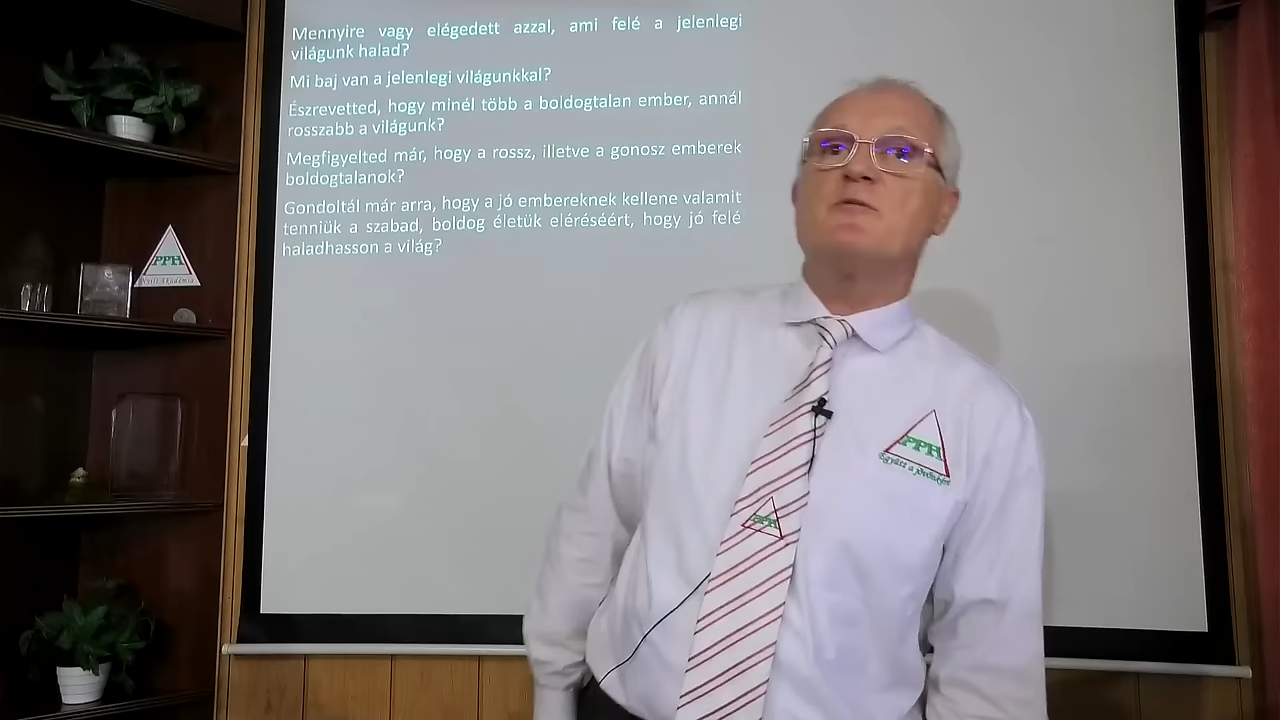 Mennyire vagy elégedett azzal, ami felé a jelenlegi
világunk halad?
Mi baj van a jelenlegi világunkkal?
Észrevetted, hogy minél több a boldogtalan ember, annál
rosszabb a világunk?
Megfigyelted már, hogy a rossz, illetve a gonosz emberek
boldogtalanok?
Gondoltál már arra, hogy a jó embereknek kellene valamit
tenniük a szabad, boldog életük eléréséért, hogy jó felé
haladhasson a világ?
PPH
Akadémia
PPH
Együtt a Jövőnkért
PPH